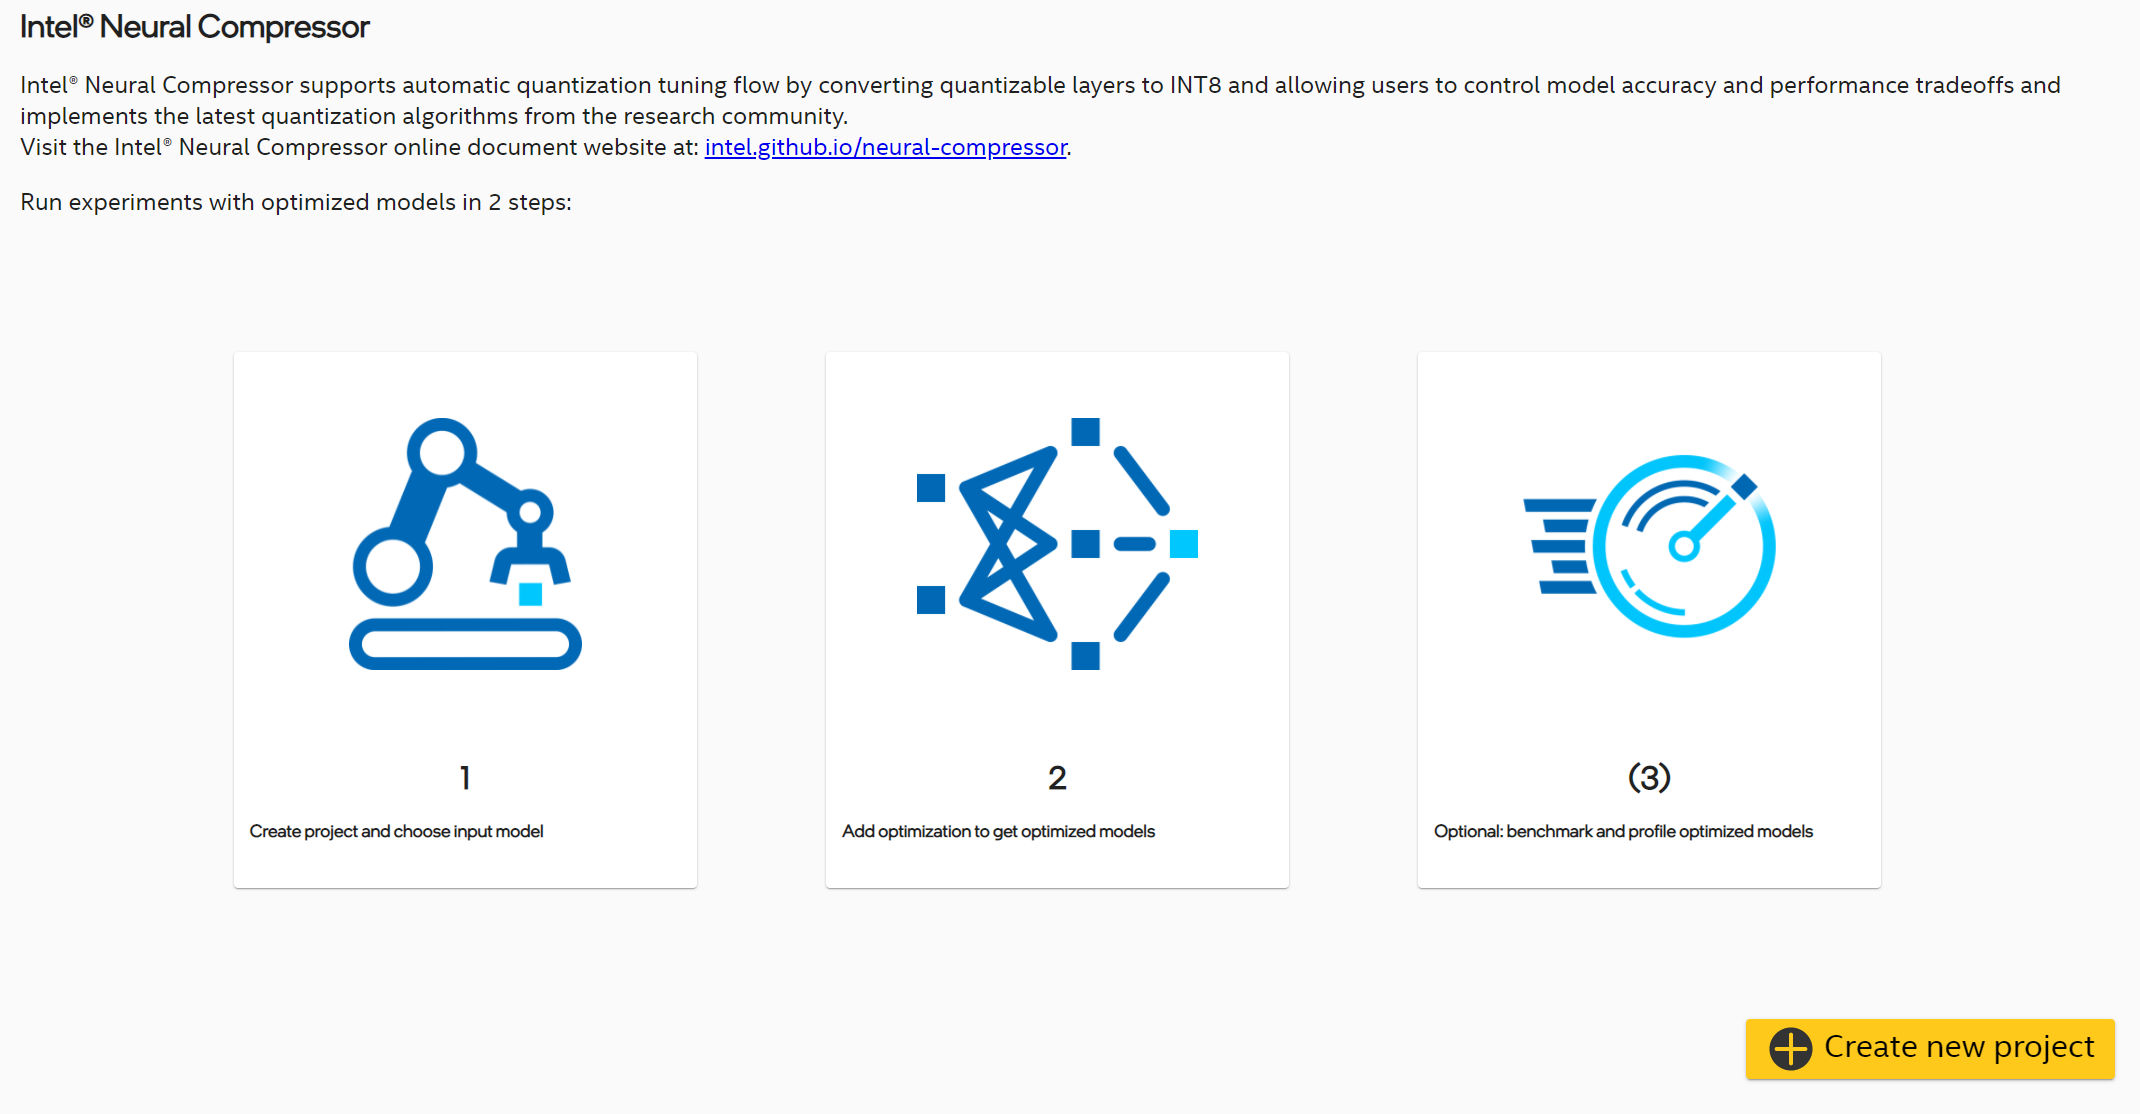 Intel® Neural Compressor
Intel® Neural Compressor supports automatic quantization tuning flow by converting quantizable layers to INT8 and allowing users to control model accuracy and performance tradeoffs and
implements the latest quantization algorithms from the research community.
Visit the Intel® Neural Compressor online document website at: intel.github.io/neural-compressor.
Run experiments with optimized models in 2 steps:
1
Create project and choose input model
2
Add optimization to get optimized models
(3)
Optional: benchmark and profile optimized models
Create new project